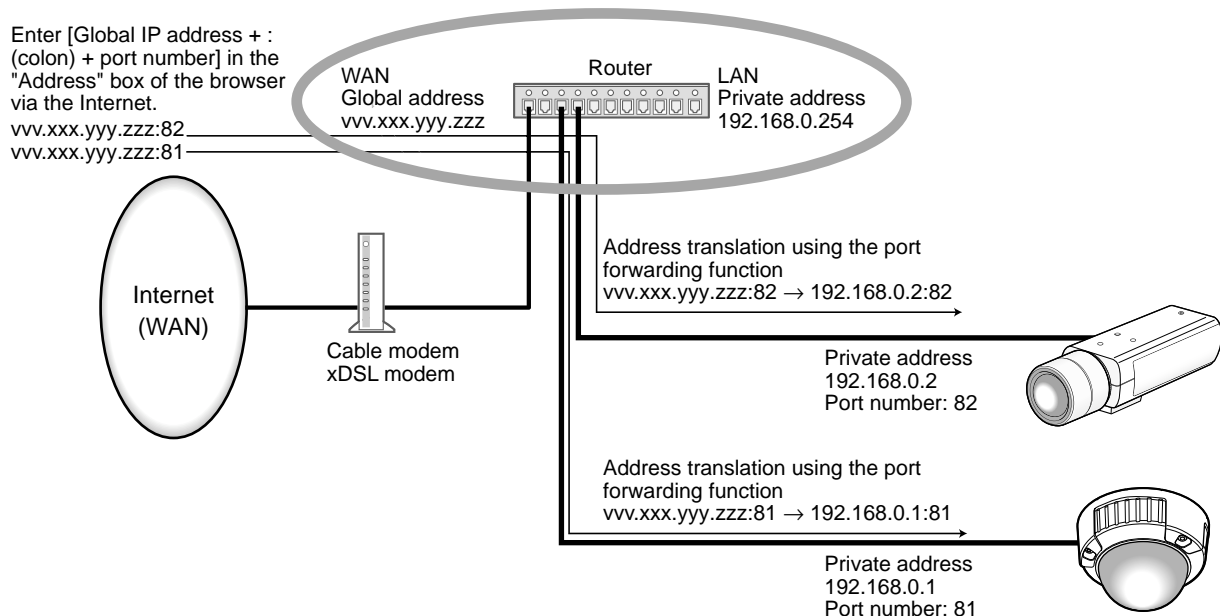 Enter [Global IP address + :
(colon) + port number] in the
"Address" box of the browser
via the Internet.
vvv.xxx.yyy.zzz:82
vvv.xxx.yyy.zzz:81
WAN
Global address
vvv.xxx.yyy.zzz
Router
LAN
Private address
192.168.0.254
Internet
(WAN)
Cable modem
xDSL modem
Address translation using the port
forwarding function
vvv.xxx.yyy.zzz:82 → 192.168.0.2:82
Private address
192.168.0.2
Port number: 82
Address translation using the port
forwarding function
vvv.xxx.yyy.zzz:81 → 192.168.0.1:81
Private address
192.168.0.1
Port number: 81